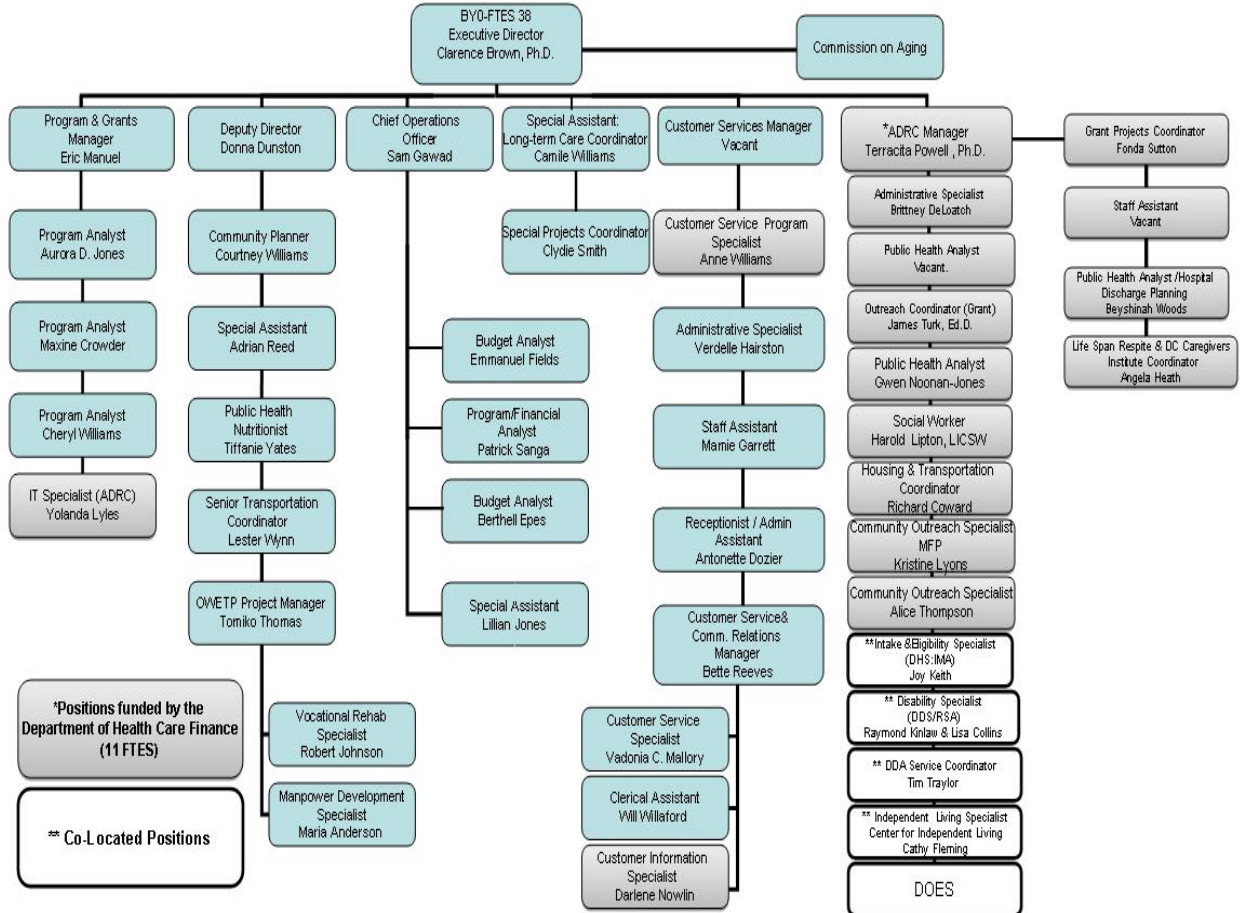 BY0-FTES 38
Executive Director
Clarence Brown, Ph.D.
Commission on Aging
Program & Grants
Manager
Eric Manuel
Program Analyst
Aurora D. Jones
Program Analyst
Maxine Crowder
Program Analyst
Cheryl Williams
IT Specialist (ADRC)
Yolanda Lyles
Deputy Director
Donna Dunston
Community Planner
Courtney Williams
Special Assistant
Adrian Reed
Public Health
Nutritionist
Tiffanie Yates
Senior Transportation
Coordinator
Lester Wynn
OWETP Project Manager
Tomiko Thomas
Vocational Rehab
Specialist
Robert Johnson
Manpower Development
Specialist
Maria Anderson
Chief Operations
Officer
Sam Gawad
Budget Analyst
Emmanuel Fields
Program/Financial
Analyst
Patrick Sanga
Budget Analyst
Berthell Epes
Special Assistant
Lillian Jones
Special Assistant:
Long-term Care Coordinator
Camile Williams
Special Projects Coordinator
Clydie Smith
Customer Services Manager
Vacant
Customer Service Program
Specialist
Anne Williams
Administrative Specialist
Verdelle Hairston
Staff Assistant
Mamie Garrett
Receptionist / Admin
Assistant
Antonette Dozier
Customer Service&
Comm. Relations
Manager
Bette Reeves
Customer Service
Specialist
Vadonia C. Mallory
Clerical Assistant
Will Willaford
Customer Information
Specialist
Darlene Nowlin
*ADRC Manager
Terracita Powell , Ph.D.
Administrative Specialist
Brittney DeLoatch
Public Health Analyst
Vacant.
Outreach Coordinator (Grant)
James Turk, Ed.D.
Public Health Analyst
Gwen Noonan-Jones
Social Worker
Harold Lipton, LICSW
Housing & Transportation
Coordinator
Richard Coward
Community Outreach Specialist
MFP
Kristine Lyons
Community Outreach Specialist
Alice Thompson
**Intake &Eligibility Specialist
(DHS:IMA)
Joy Keith
** Disability Specialist
(DDS/RSA)
Raymond Kinlaw & Lisa Collins
** DDA Service Coordinator
Tim Traylor
** Independent Living Specialist
Center for Independent Living
Cathy Fleming
DOES
Grant Projects Coordinator
Fonda Sutton
Staff Assistant
Vacant
Public Health Analyst /Hospital
Discharge Planning
Beyshinah Woods
Life Span Respite & DC Caregivers
Institute Coordinator
Angela Heath
*Positions funded by the
Department of Health Care Finance
(11 FTES)
** Co-Located Positions